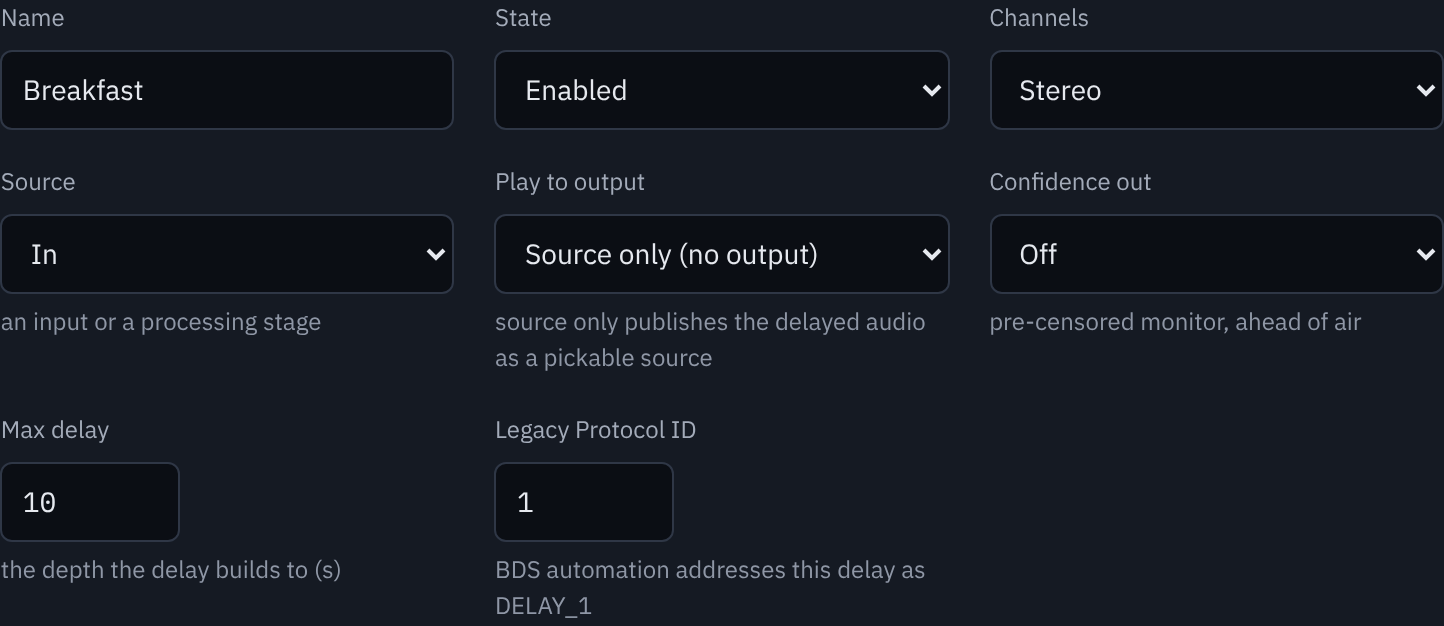 Name
State
Channels
Breakfast
Enabled
Stereo
Source
Play to output
Confidence out
In
Source only (no output)
Off
an input or a processing stage
source only publishes the delayed audio
as a pickable source
pre-censored monitor, ahead of air
Max delay
Legacy Protocol ID
10
1
the depth the delay builds to (s)
BDS automation addresses this delay as
DELAY_1